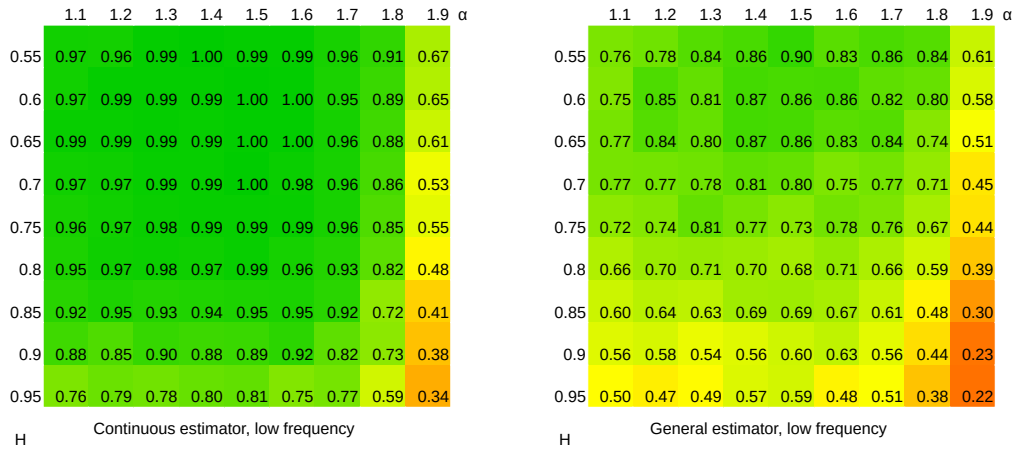 1.1 1.2 1.3 1.4 1.5 1.6 1.7 1.8 1.9 α
0.55 0.97 0.96 0.99 1.00 0.99 0.99 0.96 0.91 0.67
0.6 0.97 0.99 0.99 0.99 1.00 1.00 0.95 0.89 0.65
0.65 0.99 0.99 0.99 0.99 1.00 1.00 0.96 0.88 0.61
0.7 0.97 0.97 0.99 0.99 1.00 0.98 0.96 0.86 0.53
0.75 0.96 0.97 0.98 0.99 0.99 0.99 0.96 0.85 0.55
0.8 0.95 0.97 0.98 0.97 0.99 0.96 0.93 0.82 0.48
0.85 0.92 0.95 0.93 0.94 0.95 0.95 0.92 0.72 0.41
0.9 0.88 0.85 0.90 0.88 0.89 0.92 0.82 0.73 0.38
0.95 0.76 0.79 0.78 0.80 0.81 0.75 0.77 0.59 0.34
Continuous estimator, low frequency
H
1.1 1.2 1.3 1.4 1.5 1.6 1.7 1.8 1.9 α
0.55 0.76 0.78 0.84 0.86 0.90 0.83 0.86 0.84 0.61
0.6 0.75 0.85 0.81 0.87 0.86 0.86 0.82 0.80 0.58
0.65 0.77 0.84 0.80 0.87 0.86 0.83 0.84 0.74 0.51
0.7 0.77 0.77 0.78 0.81 0.80 0.75 0.77 0.71 0.45
0.75 0.72 0.74 0.81 0.77 0.73 0.78 0.76 0.67 0.44
0.8 0.66 0.70 0.71 0.70 0.68 0.71 0.66 0.59 0.39
0.85 0.60 0.64 0.63 0.69 0.69 0.67 0.61 0.48 0.30
0.9 0.56 0.58 0.54 0.56 0.60 0.63 0.56 0.44 0.23
0.95 0.50 0.47 0.49 0.57 0.59 0.48 0.51 0.38 0.22
General estimator, low frequency
H